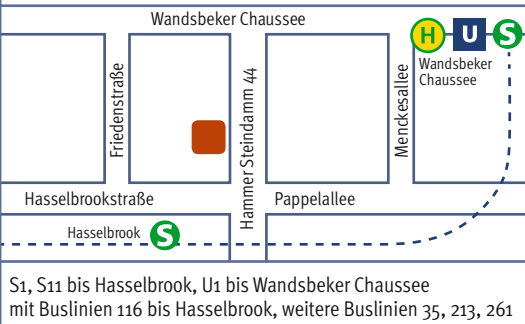 Wandsbeker Chaussee
H U S
Wandsbeker
Chaussee
Friedenstraße
Hammer Steindamm 44
Menckesallee
Hasselbrookstraße
Pappelallee
Hasselbrook S
S1, S11 bis Hasselbrook, U1 bis Wandsbeker Chaussee
mit Buslinien 116 bis Hasselbrook, weitere Buslinien 35, 213, 261